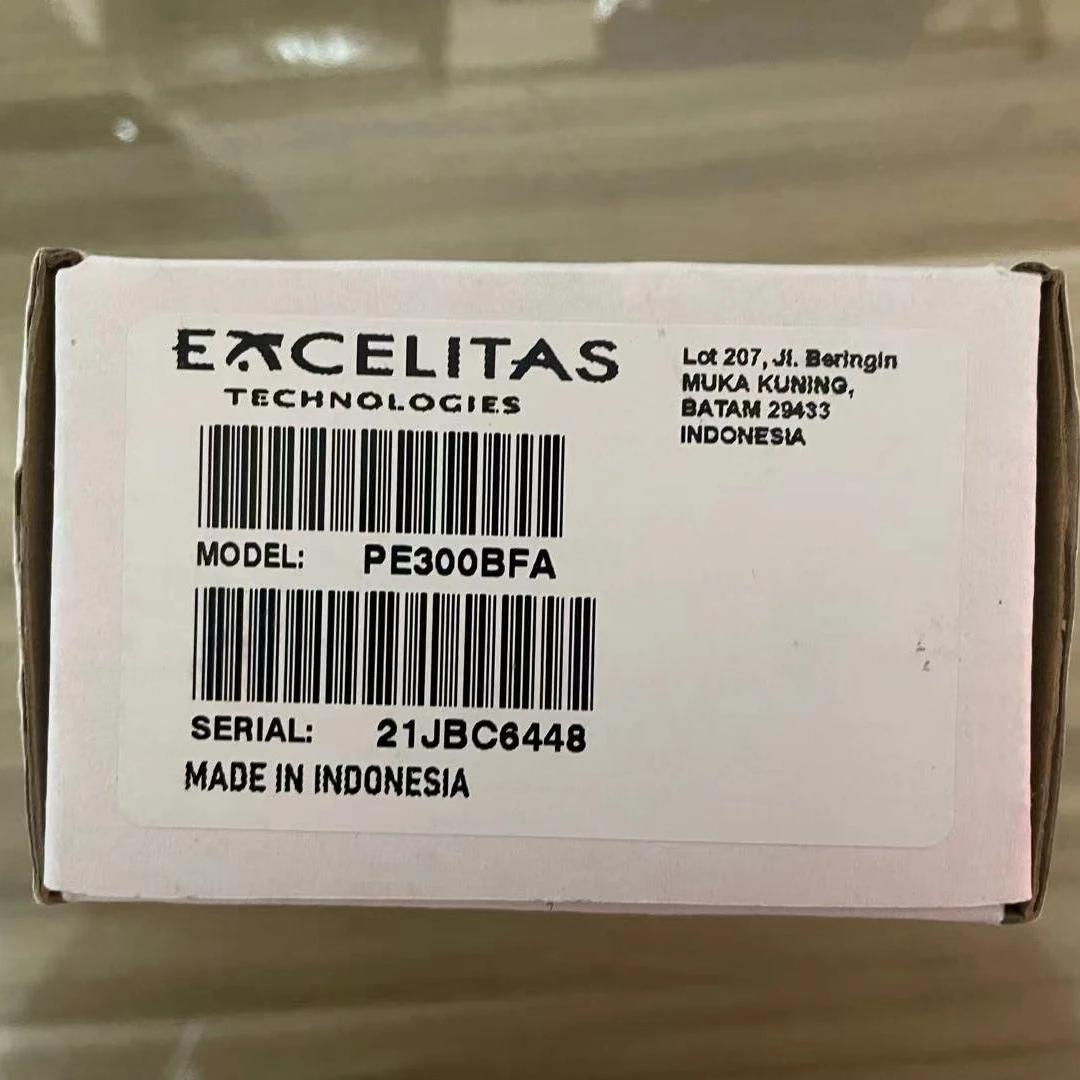 EXCELITAS
TECHNOLOGIES
Lot 207, Jl. Beringin
MUKA KUNING,
BATAM 29433
INDONESIA
MODEL: PE300BFA
SERIAL: 21JBC6448
MADE IN INDONESIA